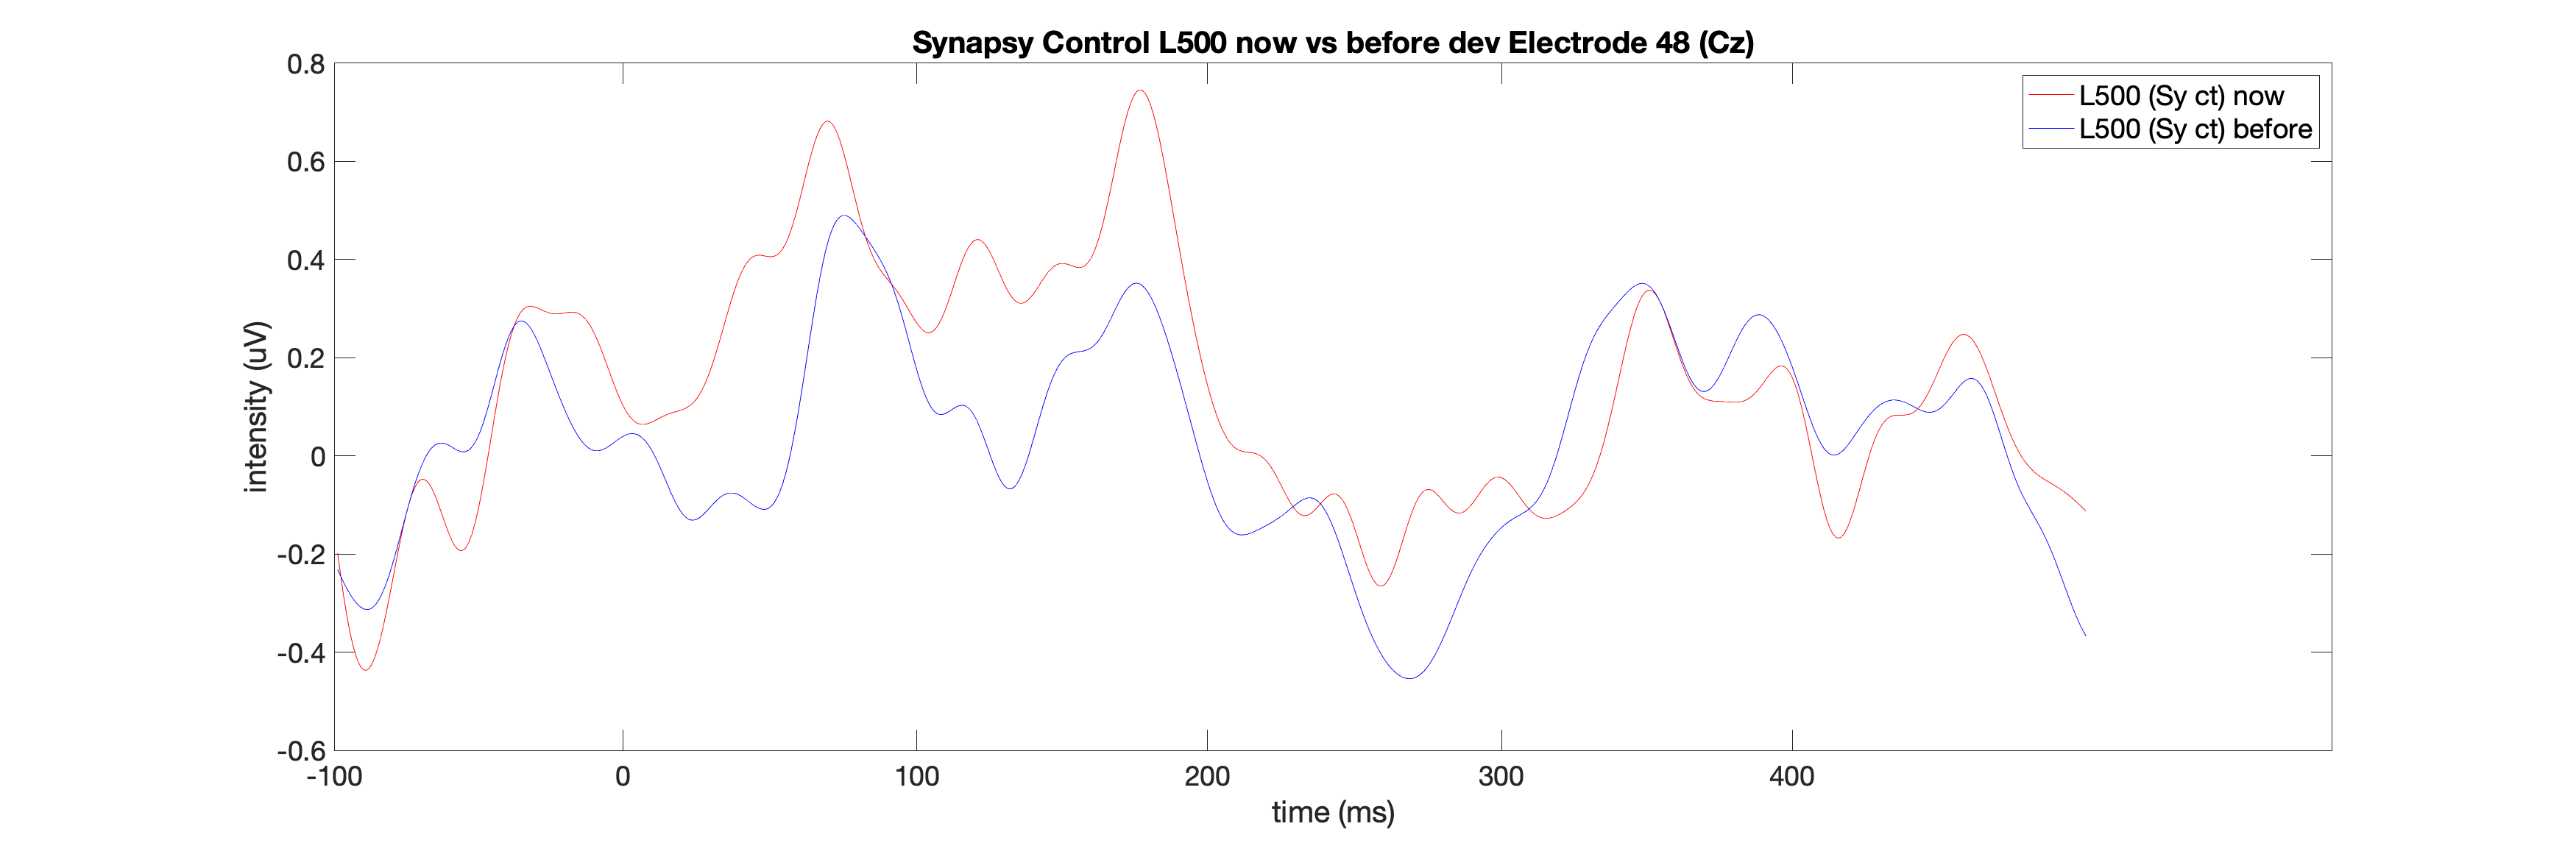 Synapsy Control L500 now vs before dev Electrode 48 (Cz)
L500 (Sy ct) now
L500 (Sy ct) before
intensity (uV)
0.8
0.6
0.4
0.2
0
-0.2
-0.4
-0.6
-100
0
100
200
300
400
time (ms)